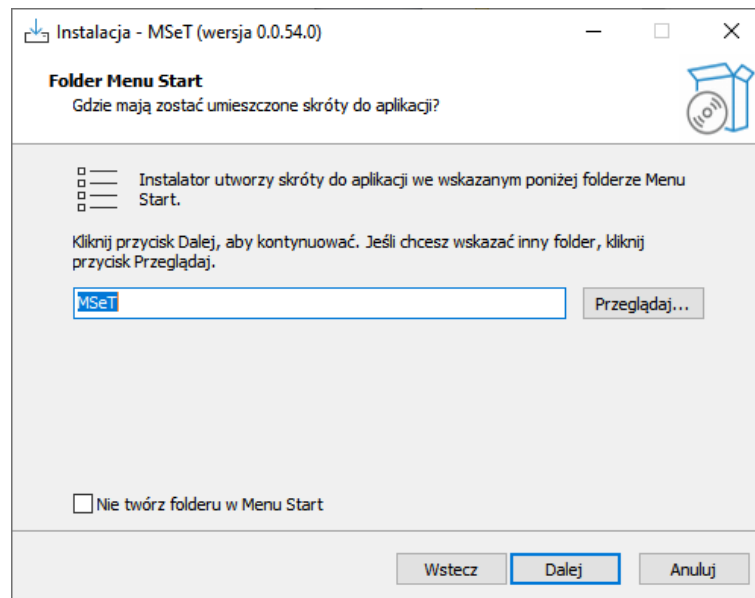 Instalacja - MSeT (wersja 0.0.54.0)
Folder Menu Start
Gdzie mają zostać umieszczone skróty do aplikacji?
Instalator utworzy skróty do aplikacji we wskazanym poniżej folderze Menu
Start.
Kliknij przycisk Dalej, aby kontynuować. Jeśli chcesz wskazać inny folder, kliknij
przycisk Przeglądaj.
MSeT
Przeglądaj...
Nie twórz folderu w Menu Start
Wstecz
Dalej
Anuluj